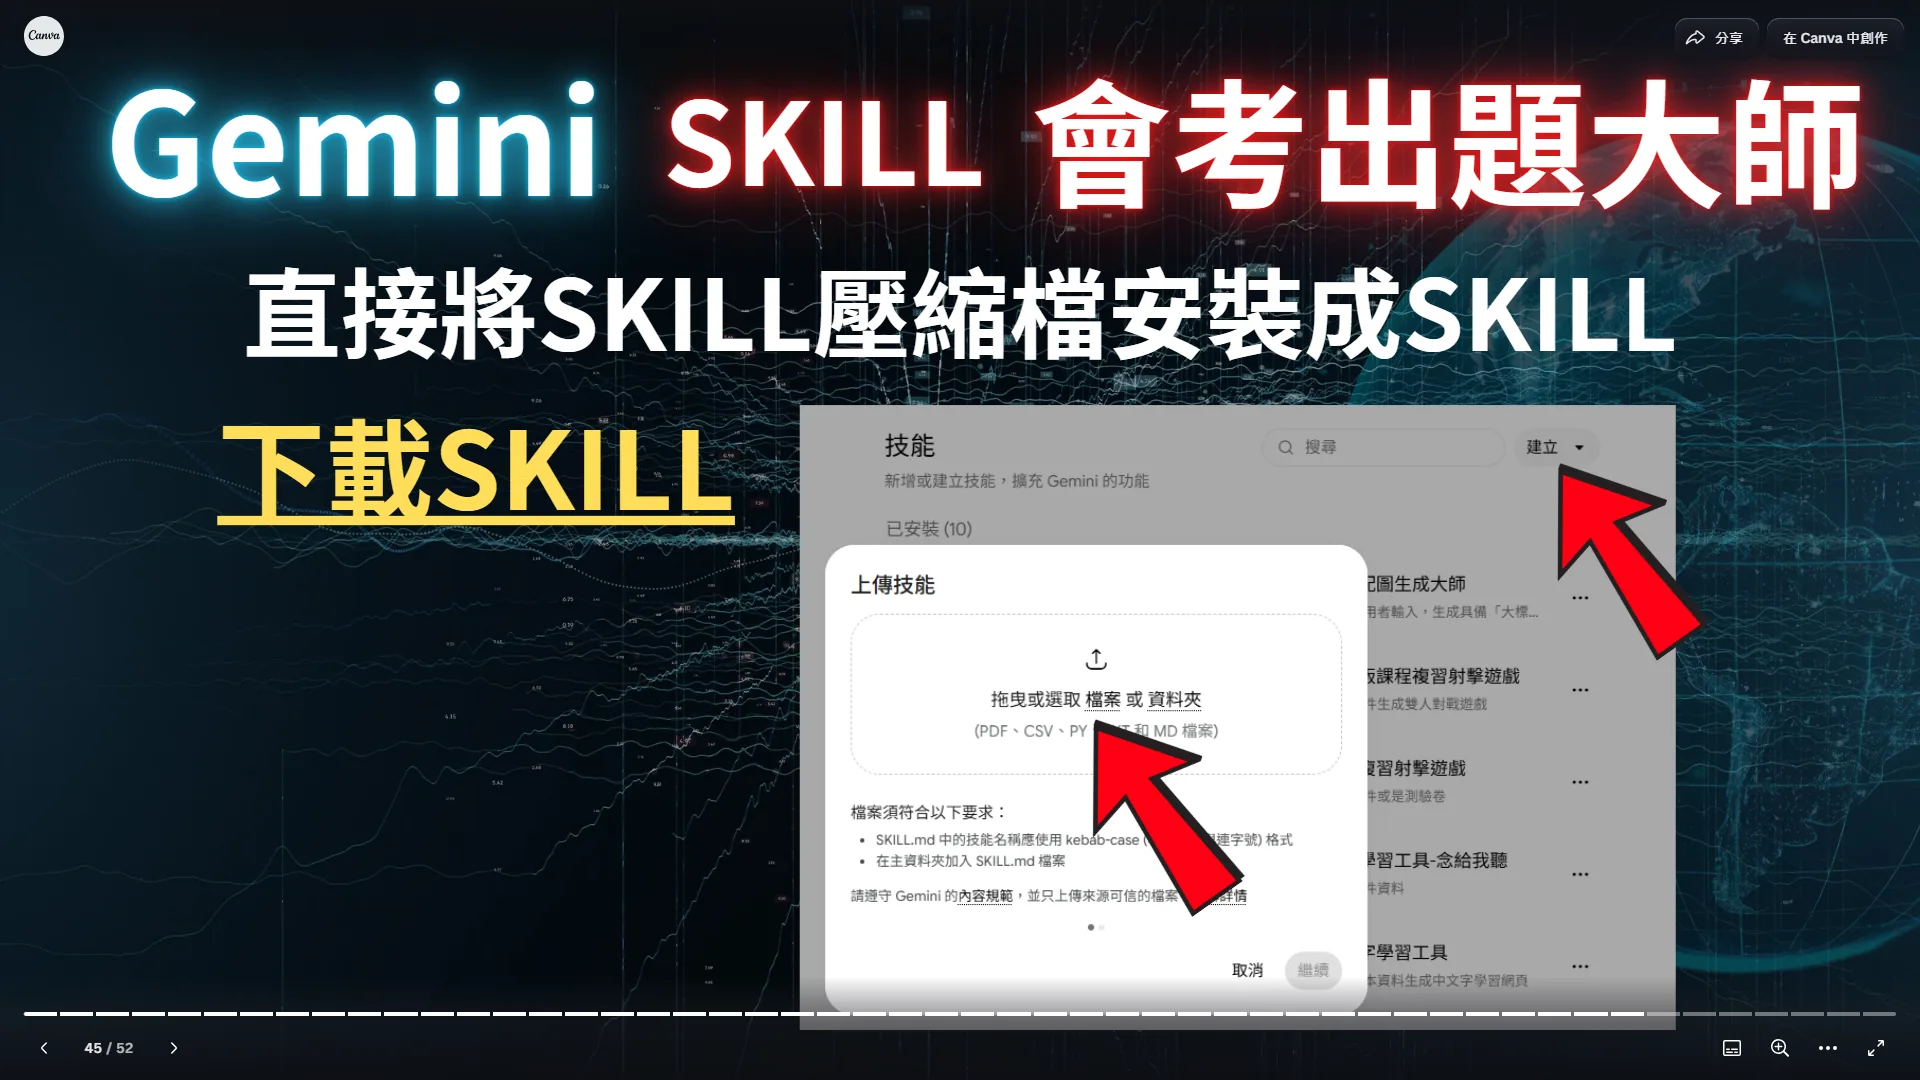 Canva
分享
在 Canva 中創作
Gemini SKILL 會考出題大師
直接將SKILL壓縮檔安裝成SKILL
下載SKILL
技能
搜尋
建立
新增或建立技能，擴充 Gemini 的功能
已安裝 (10)
上傳技能
拖曳或選取 檔案 或 資料夾
(PDF、CSV、PY 和 MD 檔案)
檔案須符合以下要求：
SKILL.md 中的技能名稱應使用 kebab-case ( 連字號) 格式
在主資料夾加入 SKILL.md 檔案
請遵守 Gemini 的內容規範，並只上傳來源可信的檔案 詳情
取消
繼續
圖生成大師
用者輸入，生成具備「大標...
課程複習射擊遊戲
件生成雙人對戰遊戲
複習射擊遊戲
件或是測驗卷
學習工具-念給我聽
件資料
字學習工具
本資料生成中文字學習網頁
45 / 52